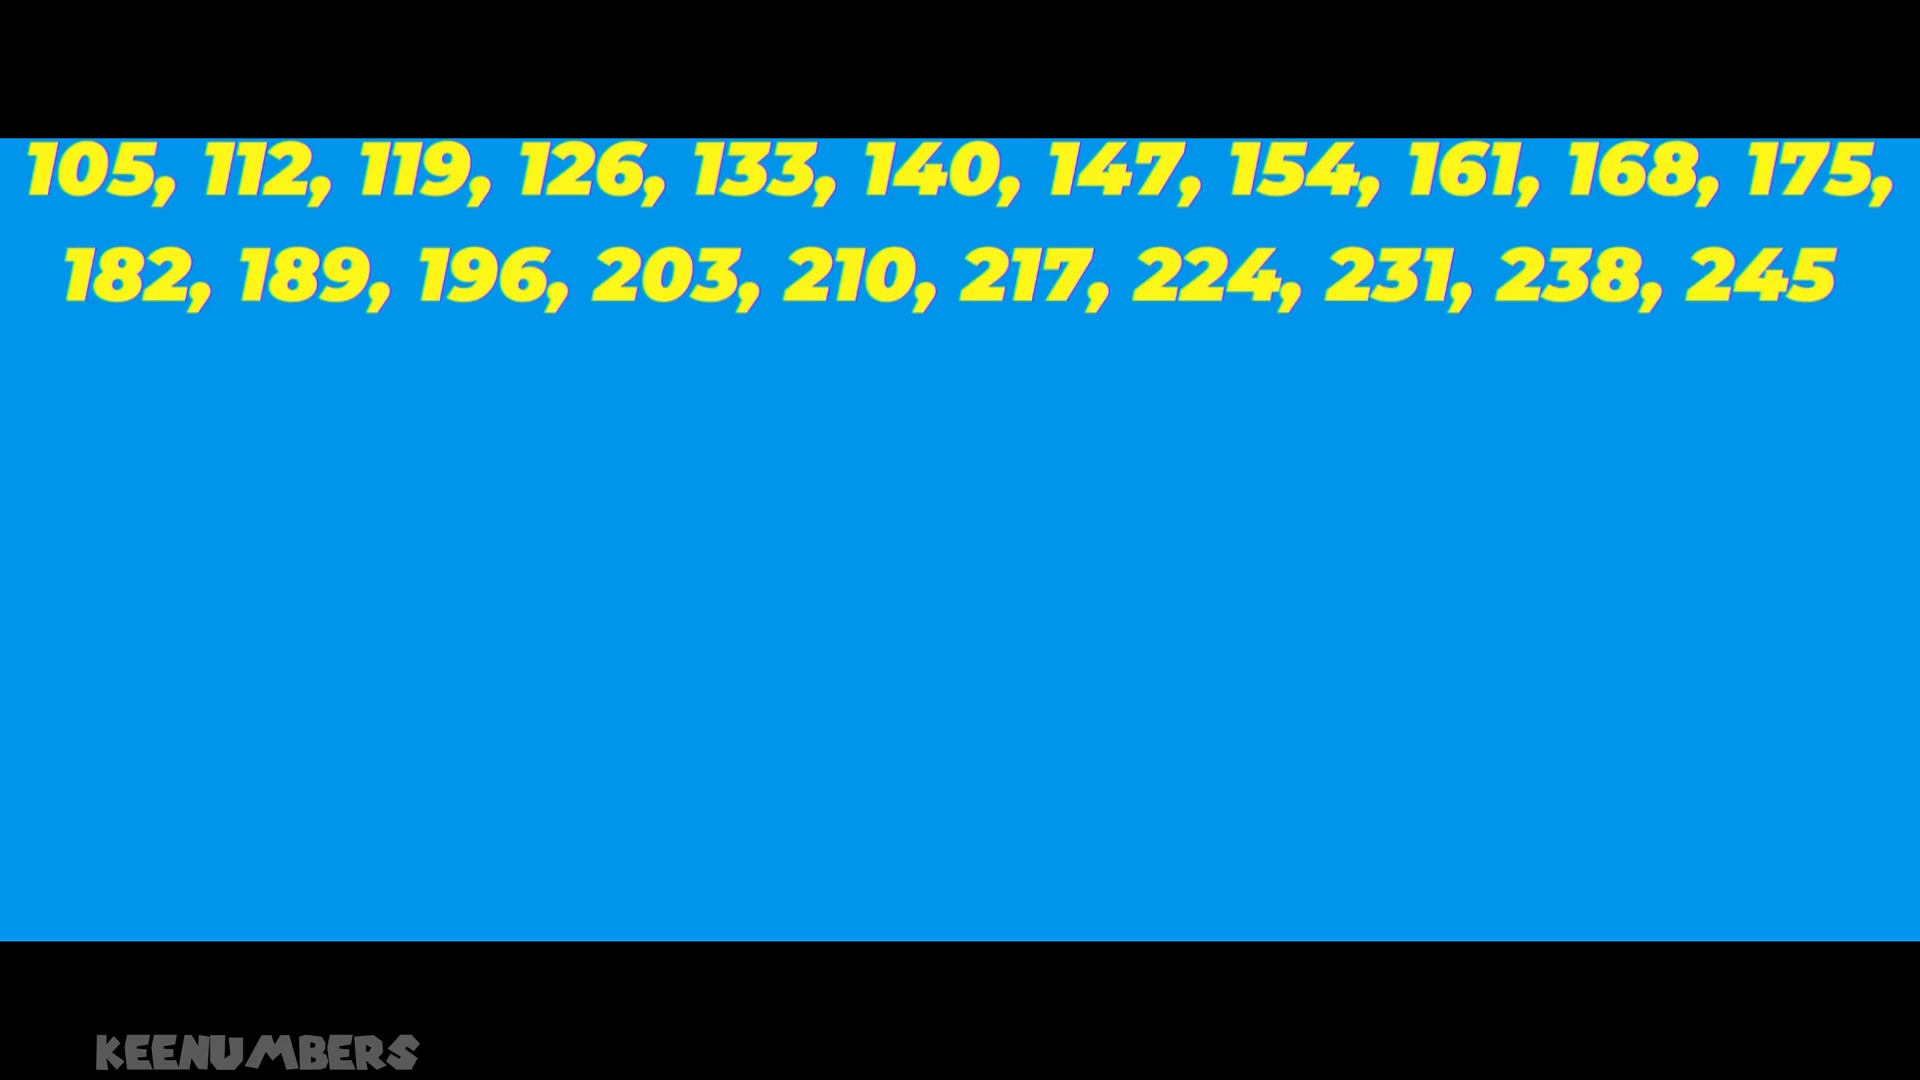 105, 112, 119, 126, 133, 140, 147, 154, 161, 168, 175,
182, 189, 196, 203, 210, 217, 224, 231, 238, 245
KEENUMBERS